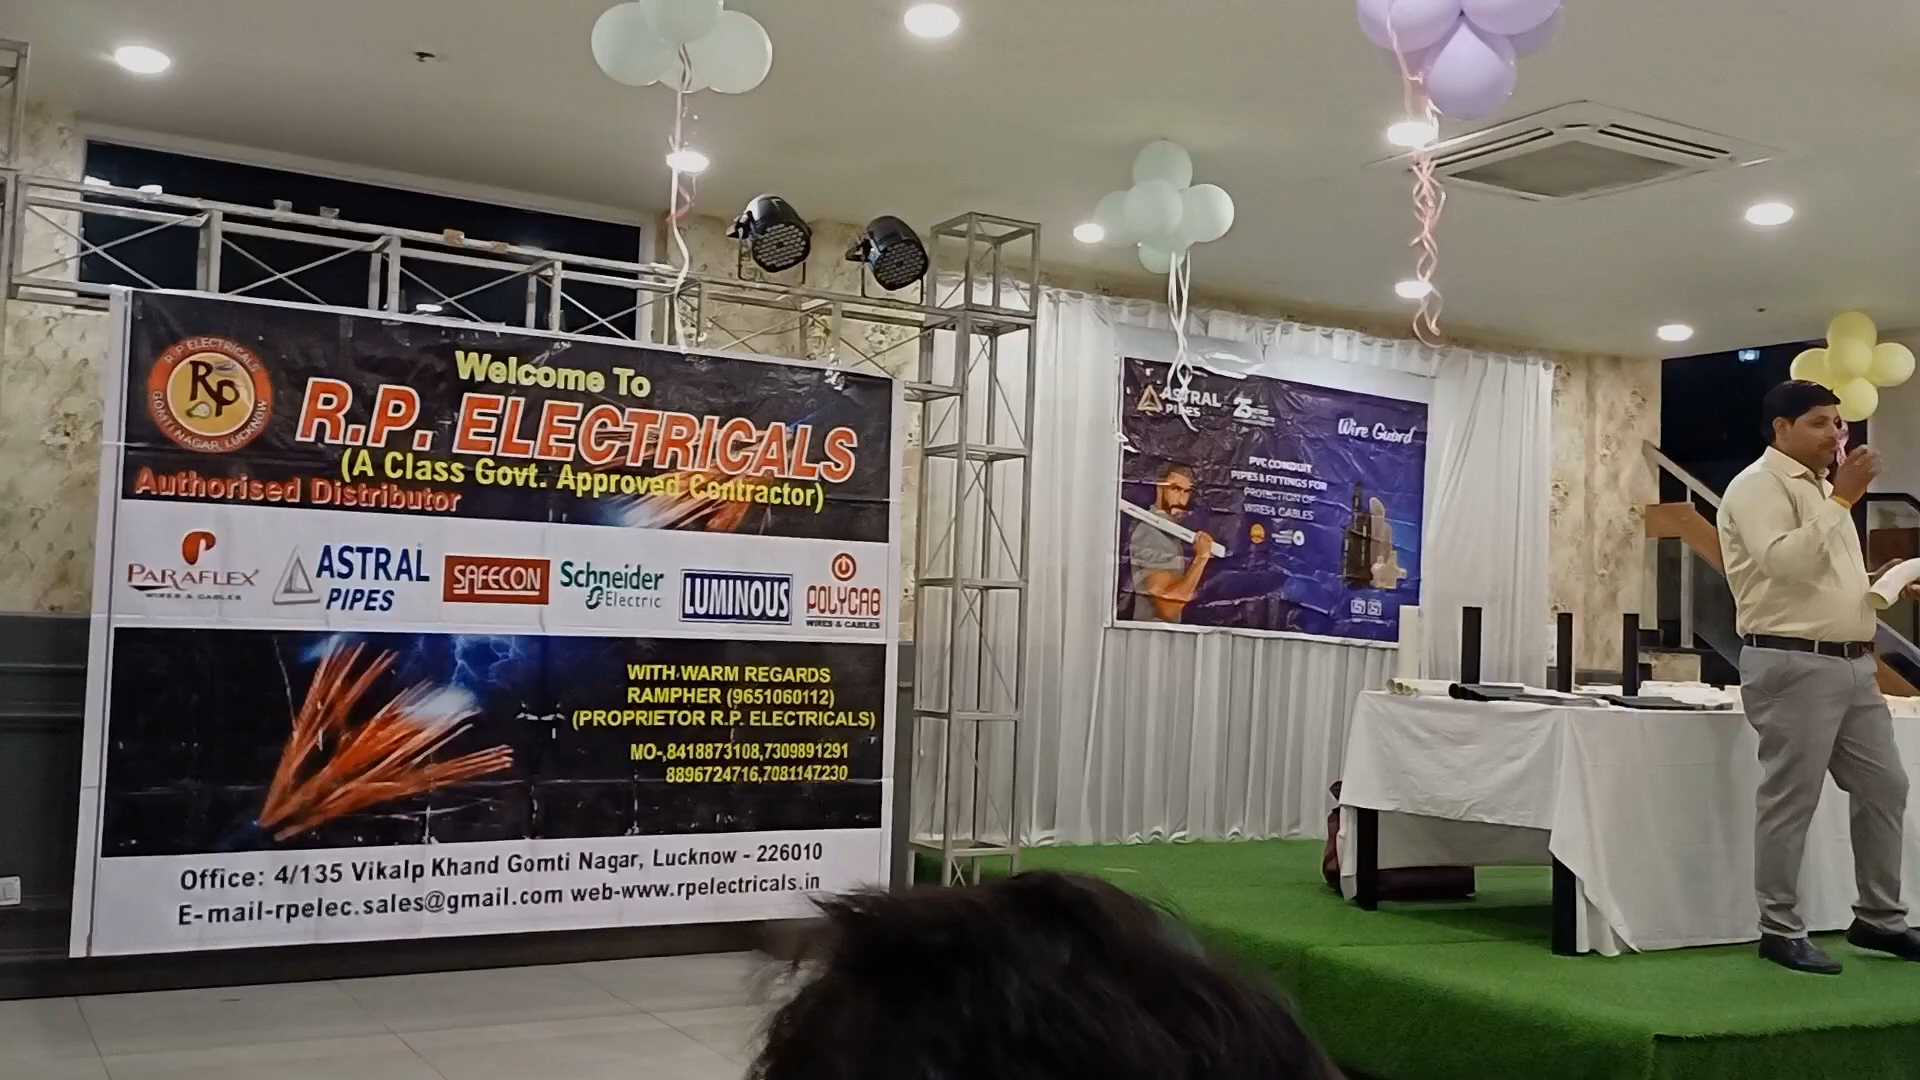 R.P ELECTRICALS
RP
GOMTI NAGAR, LUCKNOW
Welcome To
R.P. ELECTRICALS
(A Class Govt. Approved Contractor)
Authorised Distributor
PARAFLEX
WIRES & CABLES
ASTRAL
PIPES
SAFECON
Schneider
Electric
LUMINOUS
POLYCAB
WIRES & CABLES
WITH WARM REGARDS
RAMPHER (9651060112)
(PROPRIETOR R.P. ELECTRICALS)
MO-,8418873108,7309891291
8896724716,7081147230
Office: 4/135 Vikalp Khand Gomti Nagar, Lucknow - 226010
E-mail-rpelec.sales@gmail.com web-www.rpelectricals.in
ASTRAL
PIPES
25
Wire Guard
PVC CONDUIT
PIPES & FITTINGS FOR
PROTECTION OF
WIRES & CABLES